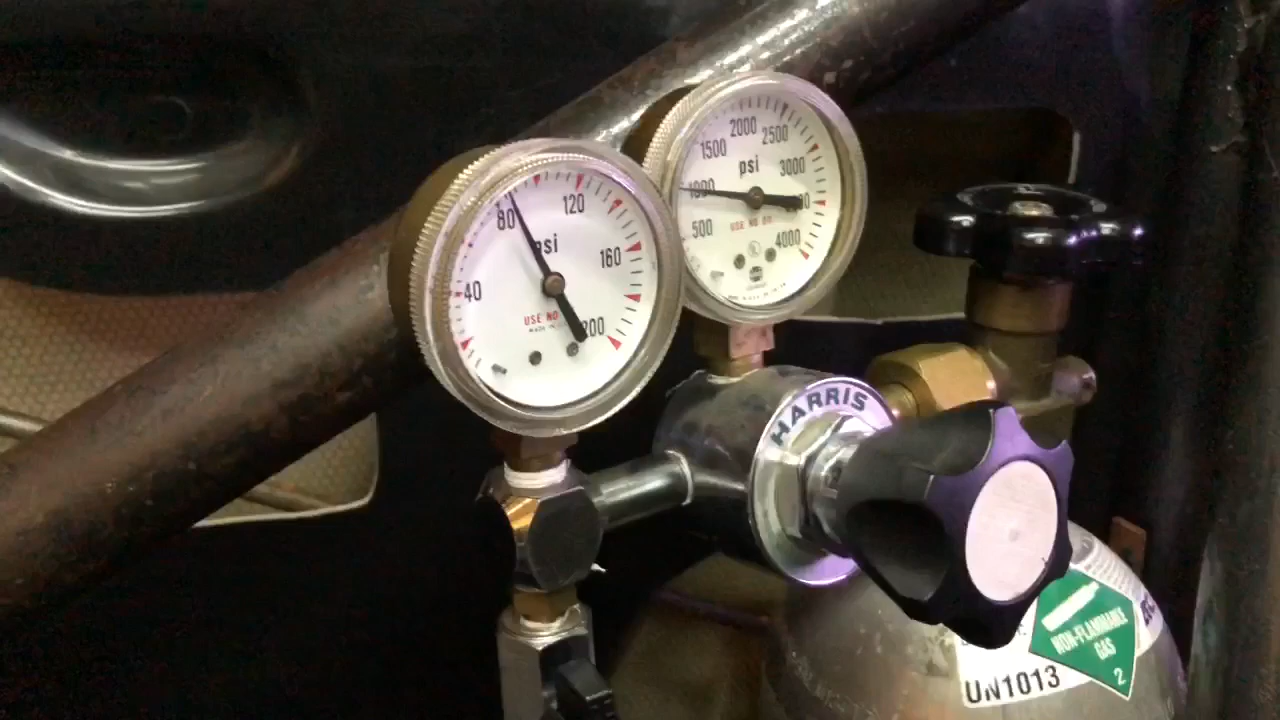 80
120
psi
160
40
USE NO
MADE IN
200
2000
2500
1500
psi
3000
1000
500
4000
USE NO OIL
HARRIS
NON-FLAMMABLE
GAS
2
UN1013